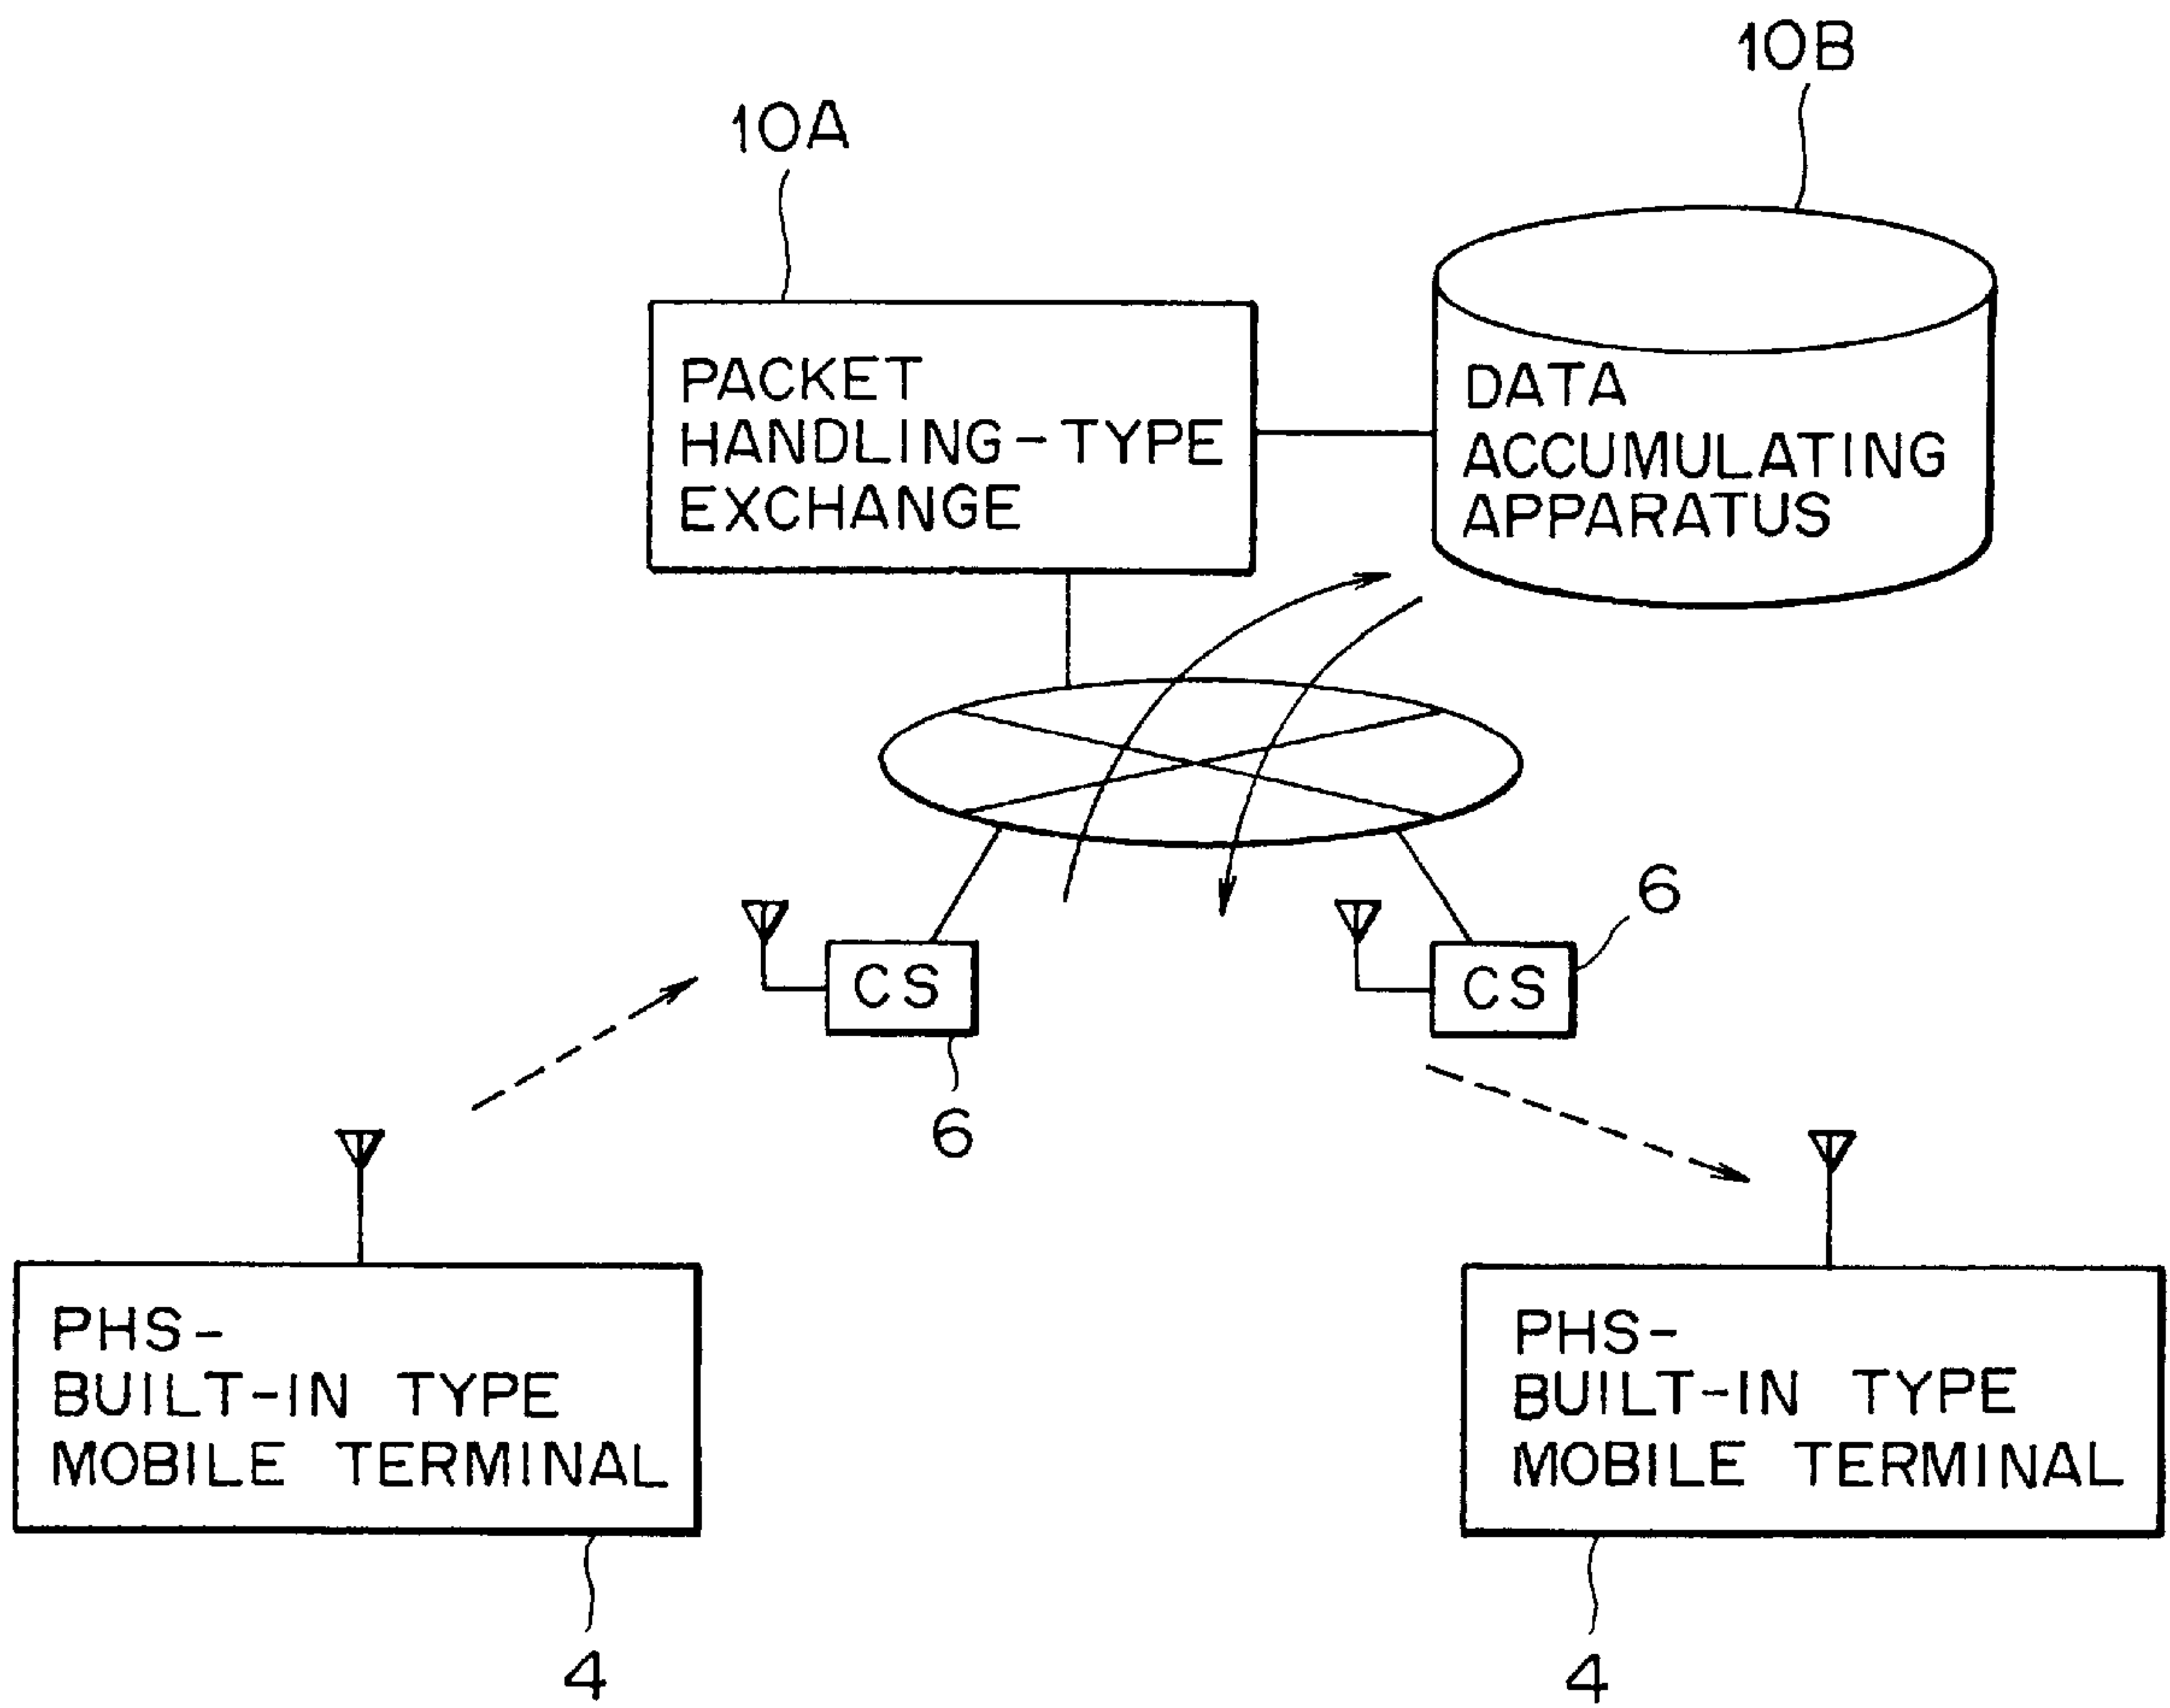 10B
10A
PACKET
HANDLING-TYPE
EXCHANGE
DATA
ACCUMULATING
APPARATUS
6
CS
CS
6
PHS-
BUILT-IN TYPE
MOBILE TERMINAL
PHS-
BUILT-IN TYPE
MOBILE TERMINAL
4
4